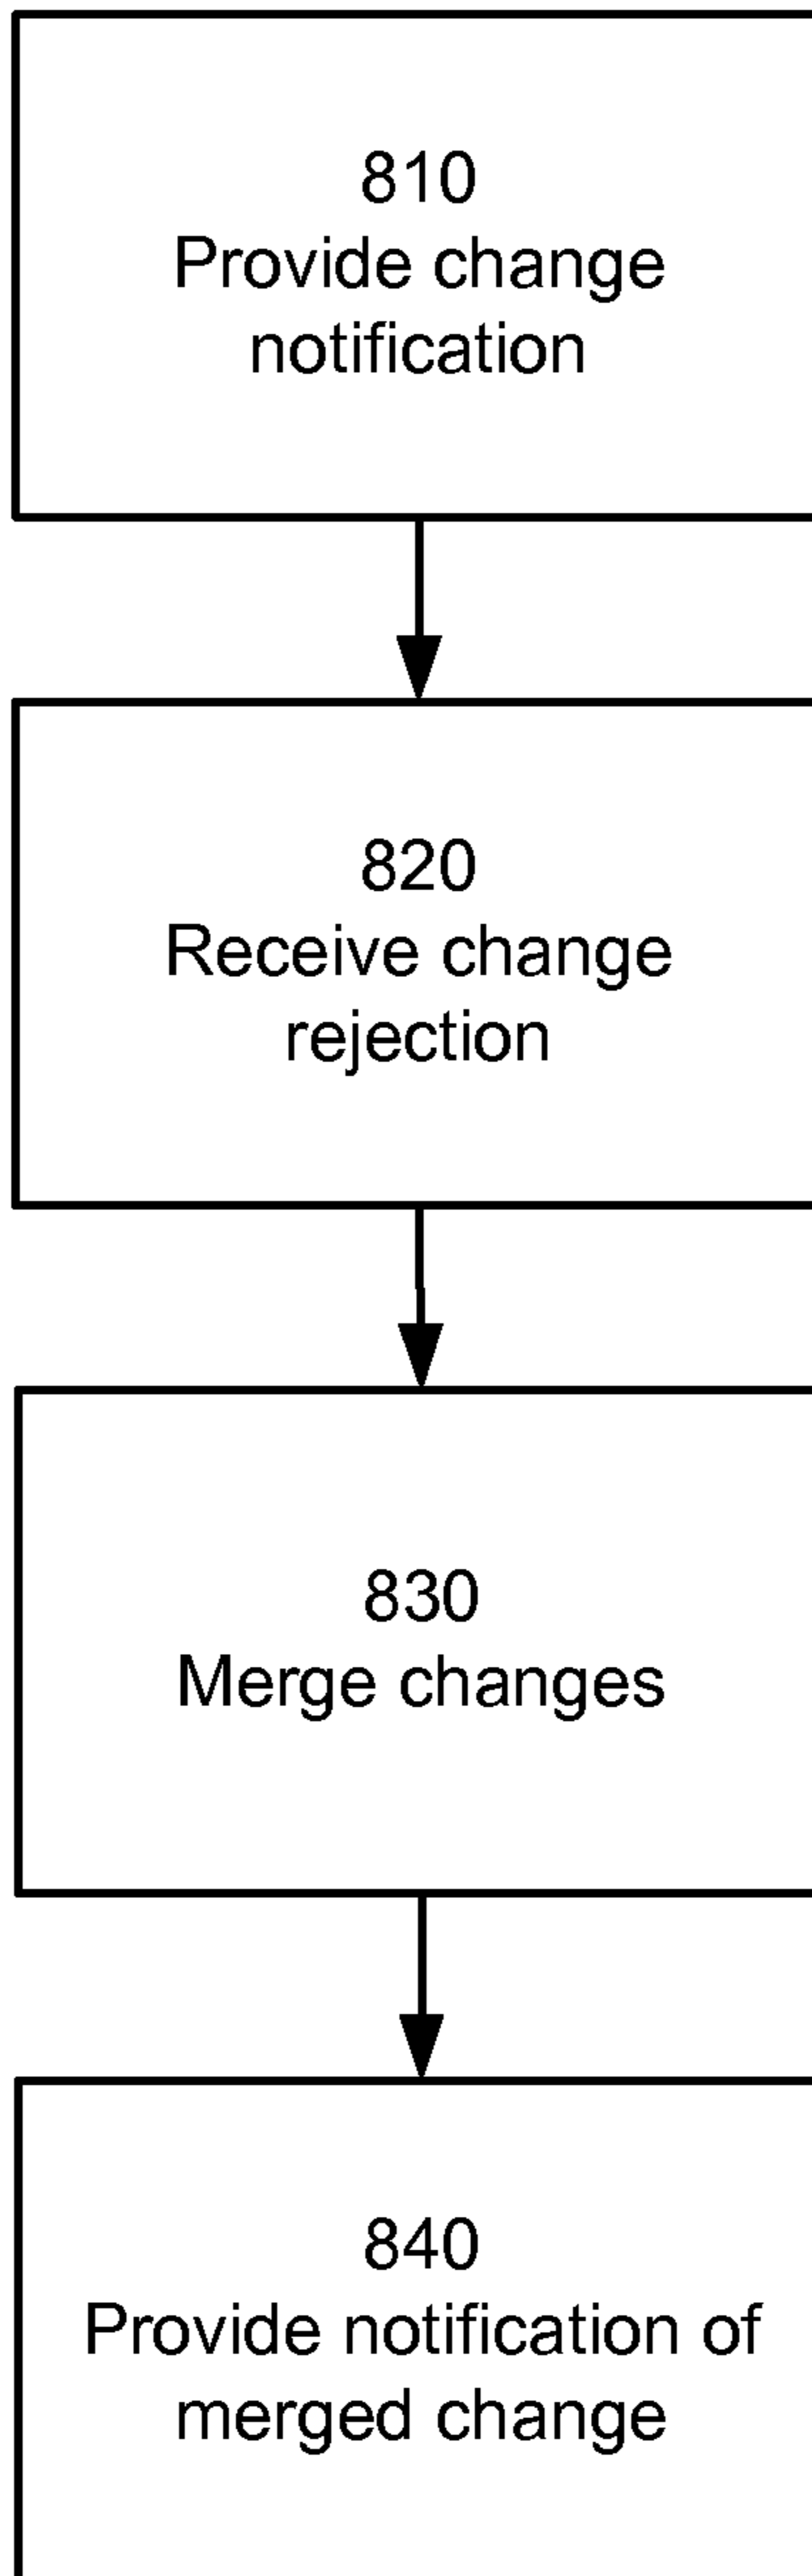 810
Provide change
notification
820
Receive change
rejection
830
Merge changes
840
Provide notification of
merged change